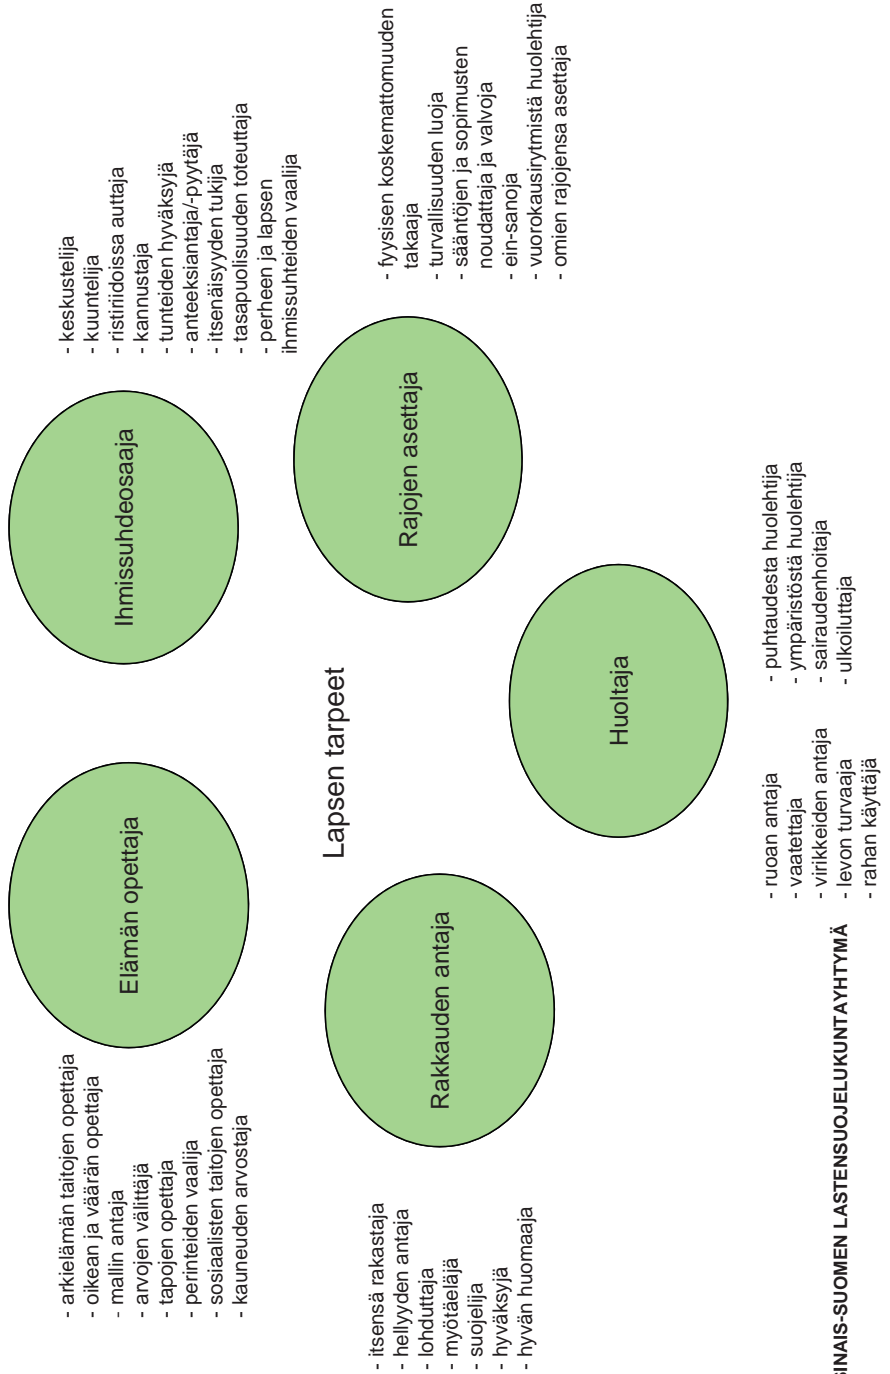 Elämän opettaja
- arkielämän taitojen opettaja
- oikean ja väärän opettaja
- mallin antaja
- arvojen välittäjä
- tapojen opettaja
- perinteiden vaalija
- sosiaalisten taitojen opettaja
- kauneuden arvostaja
Ihmissuhdeosaaja
- keskustelija
- kuuntelija
- ristiriidoissa auttaja
- kannustaja
- tunteiden hyväksyjä
- anteeksiantaja/-pyytäjä
- itsenäisyyden tukija
- tasapuolisuuden toteuttaja
- perheen ja lapsen
ihmissuhteiden vaalija
Lapsen tarpeet
Rakkauden antaja
- itsensä rakastaja
- hellyyden antaja
- lohduttaja
- myötäeläjä
- suojelija
- hyväksyjä
- hyvän huomaaja
Rajojen asettaja
- fyysisen koskemattomuuden
takaaja
- turvallisuuden luoja
- sääntöjen ja sopimusten
noudattaja ja valvoja
- ein-sanoja
- vuorokausirytmistä huolehtija
- omien rajojensa asettaja
Huoltaja
- ruoan antaja
- vaatettaja
- virikkeiden antaja
- levon turvaaja
- rahan käyttäjä
- puhtaudesta huolehtija
- ympäristöstä huolehtija
- sairaudenhoitaja
- ulkoiluttaja
SINAIS-SUOMEN LASTENSUOJELUKUNTAYHTYMÄ